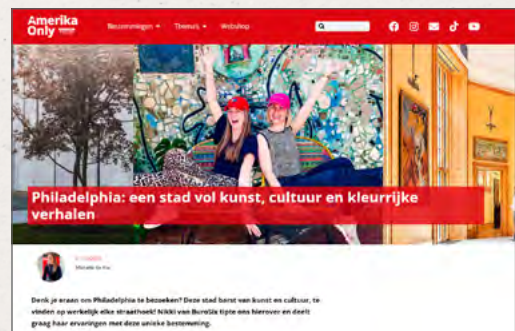 Amerika
Only
Bestemmingen
Thema's
Webshop
Philadelphia: een stad vol kunst, cultuur en kleurrijke
verhalen
Denk je eraan om Philadelphia te bezoeken? Deze stad barst van kunst en cultuur, te
vinden op werkelijk elke straathoek! Nikki van BuroSix tipte ons hierover en deelt
graag haar ervaringen met deze unieke bestemming.